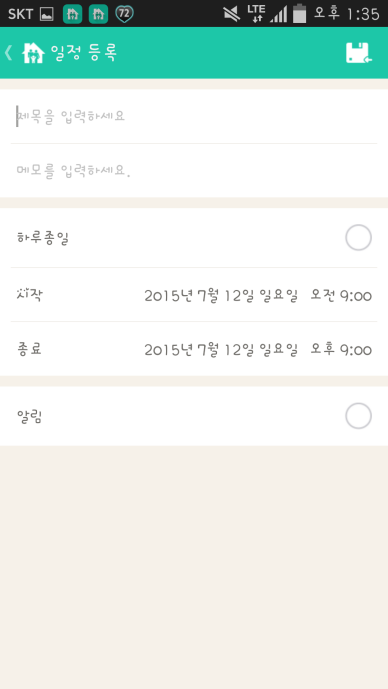 SKT 72 LTE 오후 1:35
일정 등록
제목을 입력하세요
메모를 입력하세요.
하루종일
시작 2015년 7월 12일 일요일 오전 9:00
종료 2015년 7월 12일 일요일 오후 9:00
알림